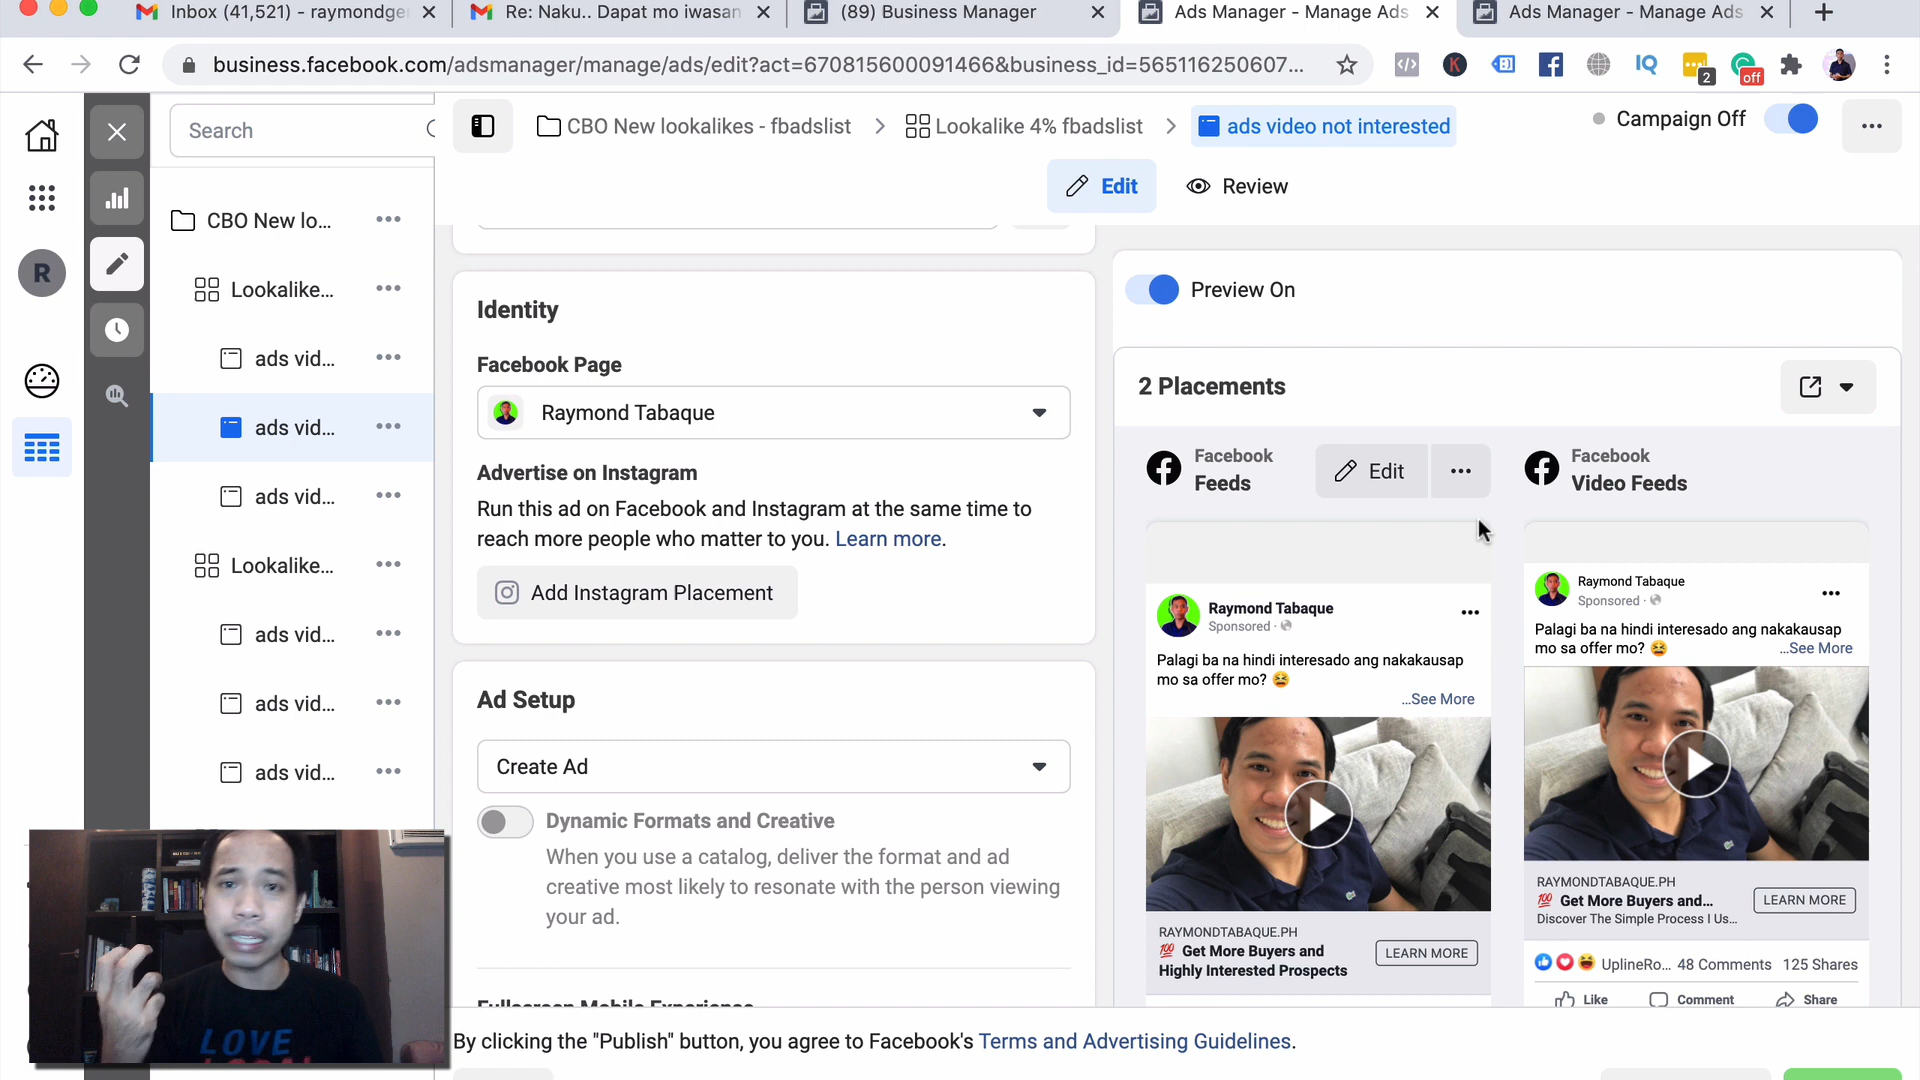 Inbox (41,521) - raymondge
Re: Naku.. Dapat mo iwasan
(89) Business Manager
Ads Manager - Manage Ads
Ads Manager - Manage Ads
business.facebook.com/adsmanager/manage/ads/edit?act=670815600091466&business_id=565116250607...
IQ
2
off
K
Search
CBO New lookalikes - fbadslist
Lookalike 4% fbadslist
ads video not interested
Campaign Off
Edit
Review
R
CBO New lo...
Lookalike...
ads vid...
ads vid...
ads vid...
Lookalike...
ads vid...
ads vid...
ads vid...
Identity
Facebook Page
Raymond Tabaque
Advertise on Instagram
Run this ad on Facebook and Instagram at the same time to
reach more people who matter to you. Learn more.
Add Instagram Placement
Ad Setup
Create Ad
Dynamic Formats and Creative
When you use a catalog, deliver the format and ad
creative most likely to resonate with the person viewing
your ad.
Fullscreen Mobile Experience
By clicking the "Publish" button, you agree to Facebook's Terms and Advertising Guidelines.
Preview On
2 Placements
Facebook
Feeds
Edit
Raymond Tabaque
Sponsored ·
Palagi ba na hindi interesado ang nakakausap
mo sa offer mo? 😫
...See More
RAYMONDTABAQUE.PH
💯 Get More Buyers and
Highly Interested Prospects
LEARN MORE
Facebook
Video Feeds
Raymond Tabaque
Sponsored ·
Palagi ba na hindi interesado ang nakakausap
mo sa offer mo? 😫
...See More
RAYMONDTABAQUE.PH
💯 Get More Buyers and...
Discover The Simple Process I Us...
LEARN MORE
UplineRo... 48 Comments 125 Shares
Like Comment Share
LOVE